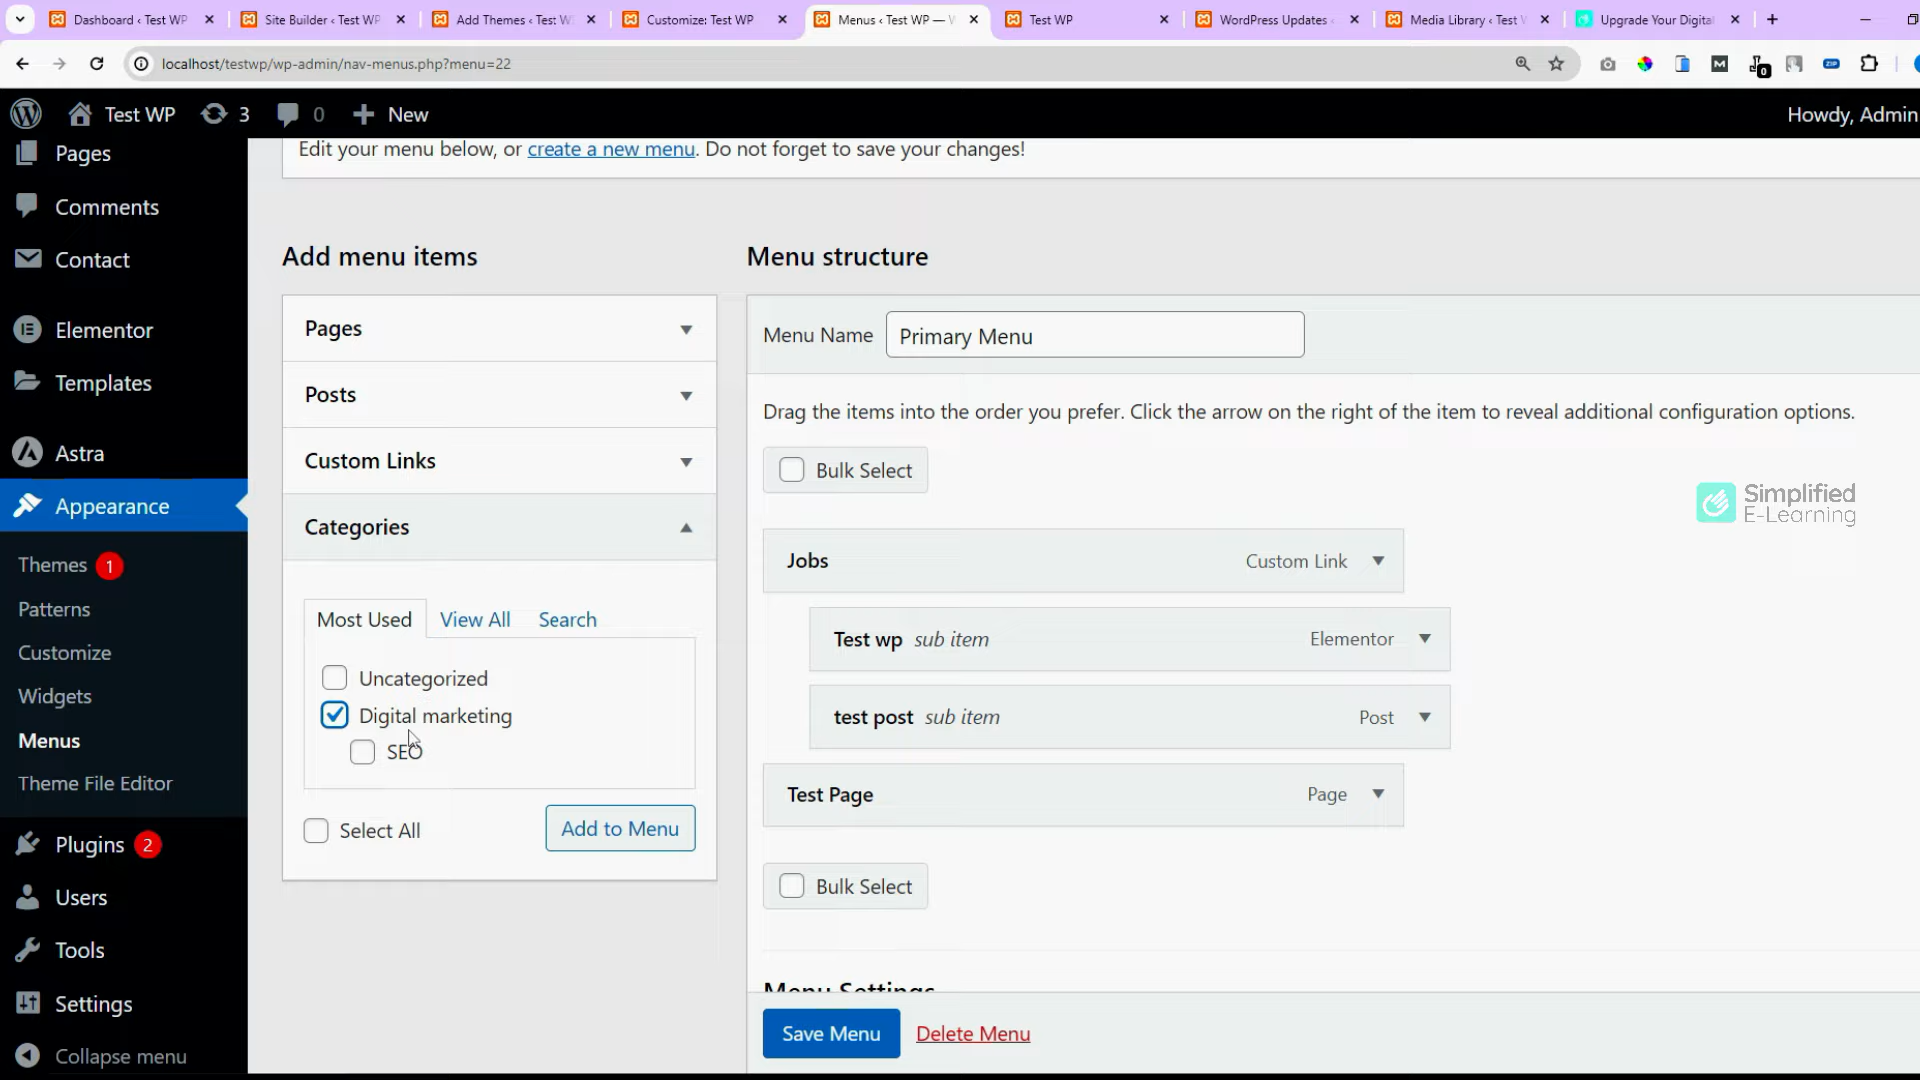 Dashboard ‹ Test WP
Site Builder ‹ Test WP
Add Themes ‹ Test W
Customize: Test WP
Menus ‹ Test WP — W
Test WP
WordPress Updates ‹
Media Library ‹ Test W
Upgrade Your Digital
localhost/testwp/wp-admin/nav-menus.php?menu=22
M
0
ZIP
Test WP
3
0
New
Howdy, Admin
Pages
Comments
Contact
Elementor
Templates
Astra
Appearance
Themes 1
Patterns
Customize
Widgets
Menus
Theme File Editor
Plugins 2
Users
Tools
Settings
Collapse menu
Edit your menu below, or create a new menu. Do not forget to save your changes!
Add menu items
Pages
Posts
Custom Links
Categories
Most Used
View All
Search
Uncategorized
Digital marketing
SEO
Select All
Add to Menu
Menu structure
Menu Name
Primary Menu
Drag the items into the order you prefer. Click the arrow on the right of the item to reveal additional configuration options.
Bulk Select
Jobs
Custom Link
Test wp sub item
Elementor
test post sub item
Post
Test Page
Page
Bulk Select
Menu Settings
Save Menu
Delete Menu
Simplified
E-Learning